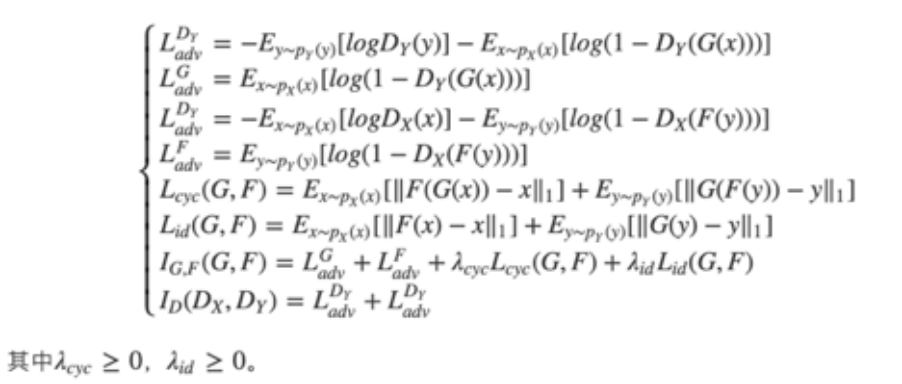 L_{adv}^{D_Y} = −E_{y∼p_Y(y)}[logD_Y(y)] − E_{x∼p_X(x)}[log(1 − D_Y(G(x)))]
L_{adv}^{G} = E_{x∼p_X(x)}[log(1 − D_Y(G(x)))]
L_{adv}^{D_Y} = −E_{x∼p_X(x)}[logD_X(x)] − E_{y∼p_Y(y)}[log(1 − D_X(F(y)))]
L_{adv}^{F} = E_{y∼p_Y(y)}[log(1 − D_X(F(y)))]
L_{cyc}(G, F) = E_{x∼p_X(x)}[‖F(G(x)) − x‖_1] + E_{y∼p_Y(y)}[‖G(F(y)) − y‖_1]
L_{id}(G, F) = E_{x∼p_X(x)}[‖F(x) − x‖_1] + E_{y∼p_Y(y)}[‖G(y) − y‖_1]
I_{G,F}(G, F) = L_{adv}^{G} + L_{adv}^{F} + λ_{cyc}L_{cyc}(G, F) + λ_{id}L_{id}(G, F)
I_D(D_X, D_Y) = L_{adv}^{D_Y} + L_{adv}^{D_Y}
其中λ_{cyc} ≥ 0, λ_{id} ≥ 0。